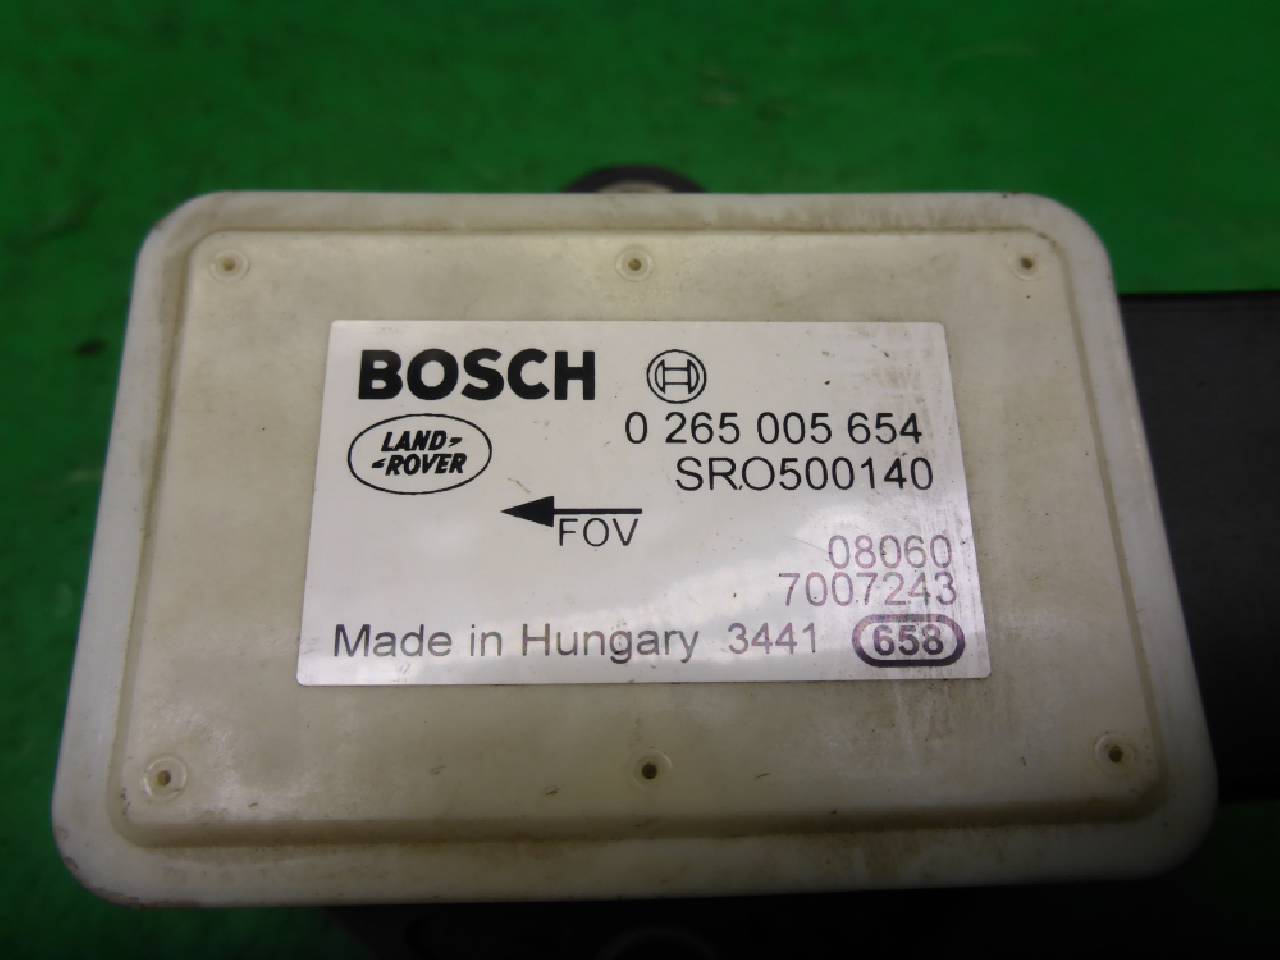 BOSCH
0 265 005 654
LAND-
-ROVER
SRO500140
FOV
08060
7007243
Made in Hungary 3441 658